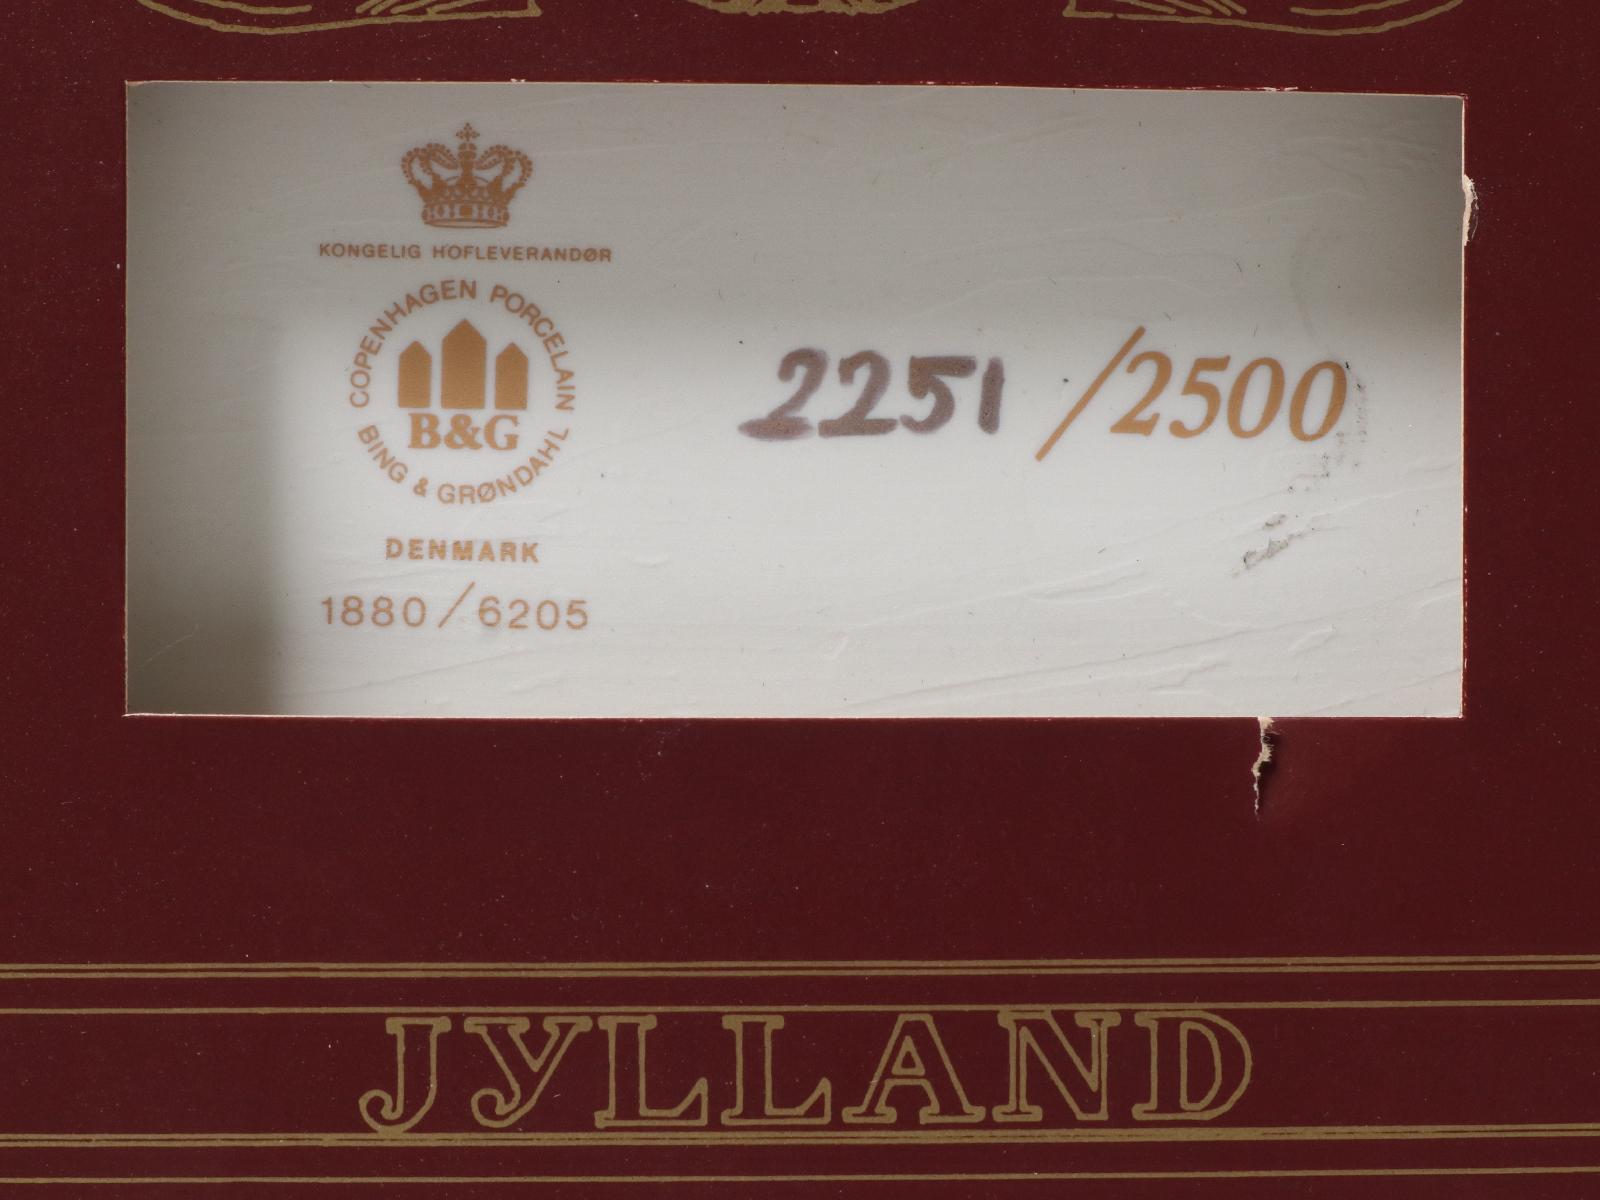 KONGELIG HOFLEVERANDØR
COPENHAGEN PORCELAIN
B&G
BING & GRØNDAHL
DENMARK
1880/6205
2251 /2500
JYLLAND